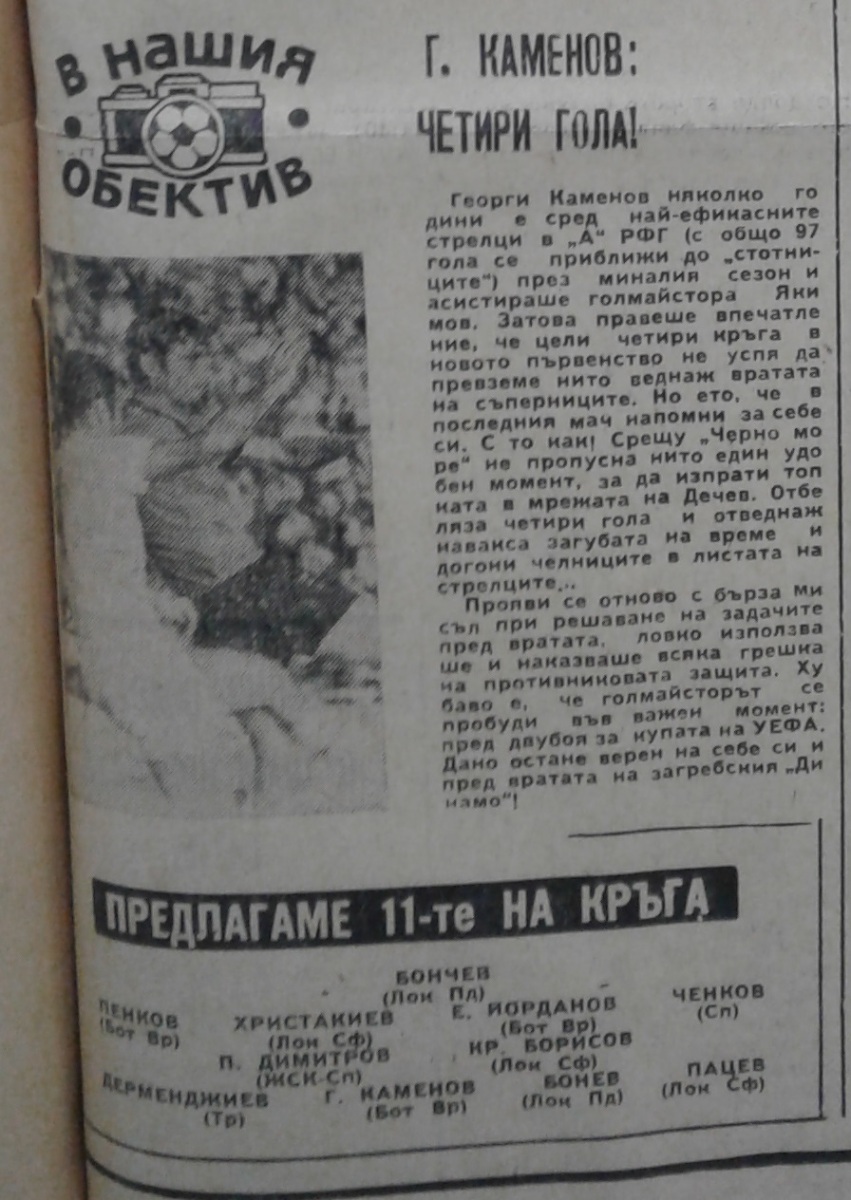 В НАШИЯ
ОБЕКТИВ
Г. КАМЕНОВ:
ЧЕТИРИ ГОЛА!
Георги Каменов няколко го
дини е сред най-ефикасните
стрелци в „А“ РФГ (с общо 97
гола се приближи до „стотни-
ците“) през миналия сезон и
асистираше голмайстора Яки
мов. Затова правеше впечатле
ние, че цели четири кръга в
новото първенство не успя да
превземе нито веднаж вратата
на съперниците. Но ето, че в
последния мач напомни за себе
си. С то как! Срещу „Черно мо
ре“ не пропусна нито един удо
бен момент, за да изпрати топ
ката в мрежата на Дечев. Отбе
ляза четири гола и отведнаж
навакса загубата на време и
догони челниците в листата на
стрелците...
Прояви се отново с бърза ми
съл при решаване на задачите
пред вратата, ловко използва
ше и наказваше всяка грешка
на противниковата защита. Ху
баво е, че голмайсторът се
пробуди във важен момент:
пред двубоя за купата на УЕФА.
Дано остане верен на себе си и
пред вратата на загребския „Ди
намо“!
ПРЕДЛАГАМЕ 11-те НА КРЪГА
БОНЧЕВ
(Лок Пд)
ПЕНКОВ ХРИСТАКИЕВ Е. ЙОРДАНОВ ЧЕНКОВ
(Бот Вр) (Лок Сф) (Бот Вр) (Сп)
П. ДИМИТРОВ КР. БОРИСОВ
(ЖСК-Сп) (Лок Сф)
ДЕРМЕНДЖИЕВ Г. КАМЕНОВ БОНЕВ ПАЦЕВ
(Тр) (Бот Вр) (Лок Пд) (Лок Сф)